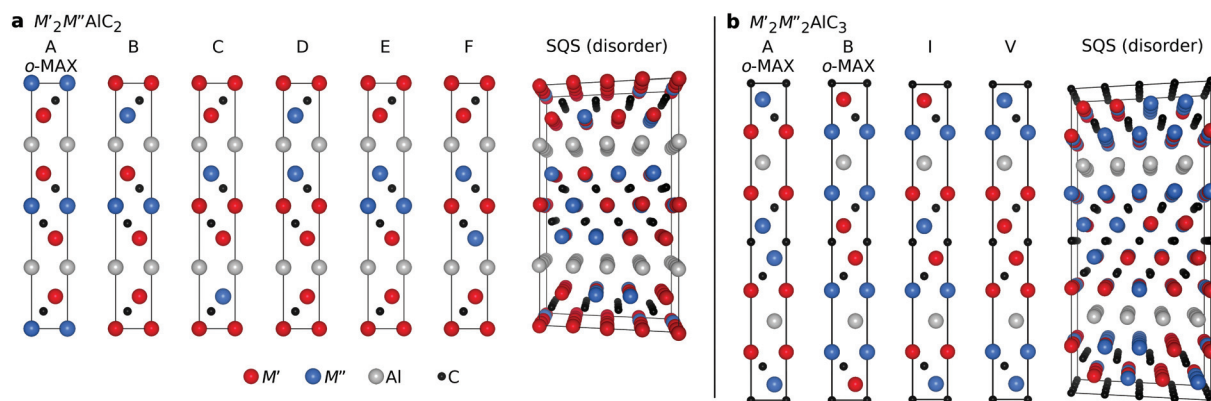 a M′₂M″AlC₂
A B C D E F SQS (disorder)
o-MAX
M′ M″ Al C
b M′₂M″₂AlC₃
A B I V SQS (disorder)
o-MAX o-MAX